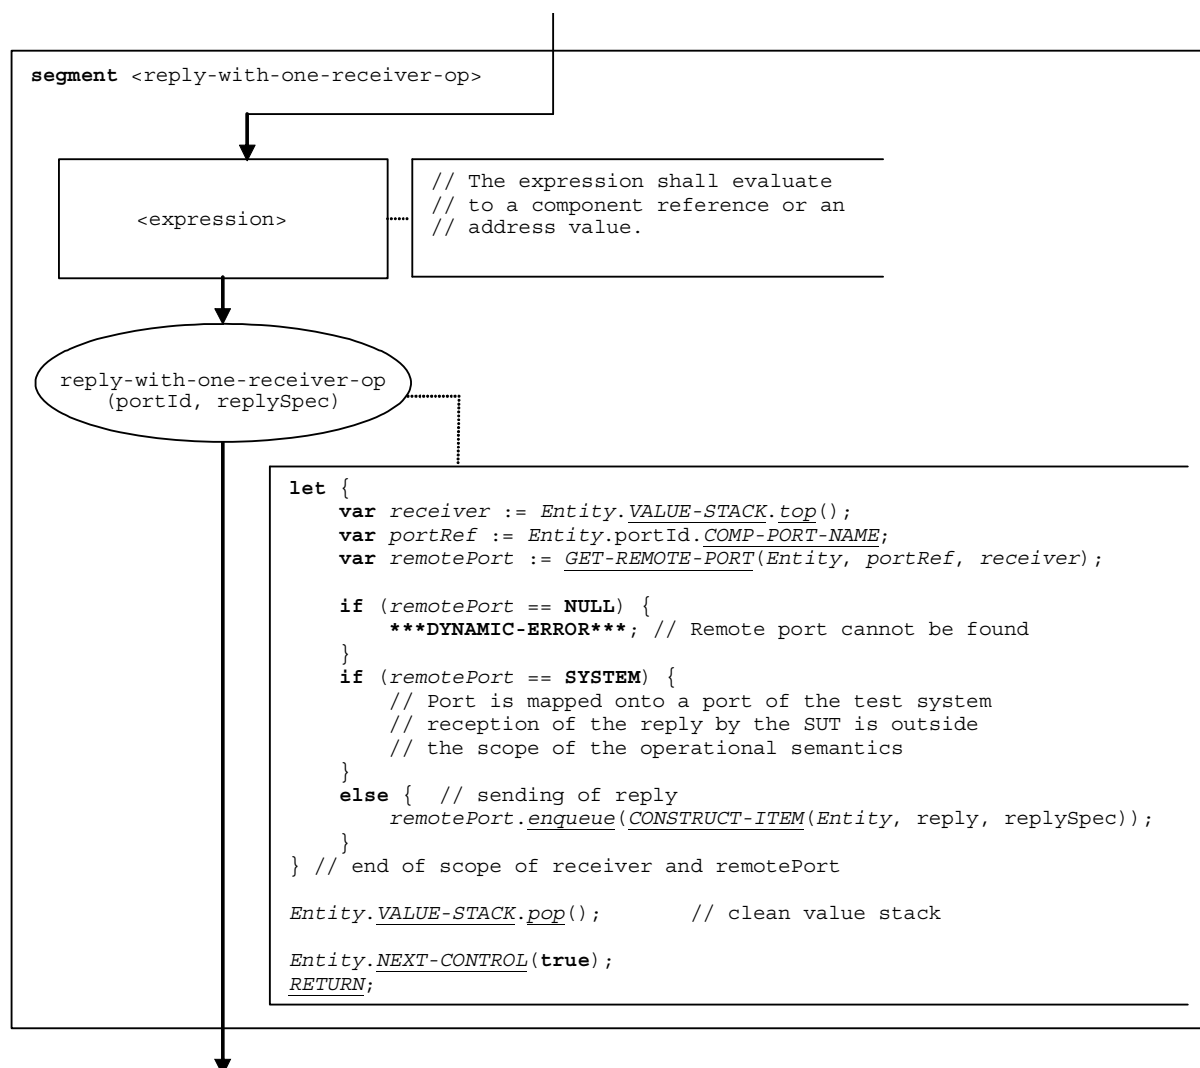 segment <reply-with-one-receiver-op>
<expression>
// The expression shall evaluate
// to a component reference or an
// address value.
reply-with-one-receiver-op
(portId, replySpec)
let {
var receiver := Entity.VALUE-STACK.top();
var portRef := Entity.portId.COMP-PORT-NAME;
var remotePort := GET-REMOTE-PORT(Entity, portRef, receiver);
if (remotePort == NULL) {
***DYNAMIC-ERROR***; // Remote port cannot be found
}
if (remotePort == SYSTEM) {
// Port is mapped onto a port of the test system
// reception of the reply by the SUT is outside
// the scope of the operational semantics
}
else { // sending of reply
remotePort.enqueue(CONSTRUCT-ITEM(Entity, reply, replySpec));
}
} // end of scope of receiver and remotePort
Entity.VALUE-STACK.pop(); // clean value stack
Entity.NEXT-CONTROL(true);
RETURN;